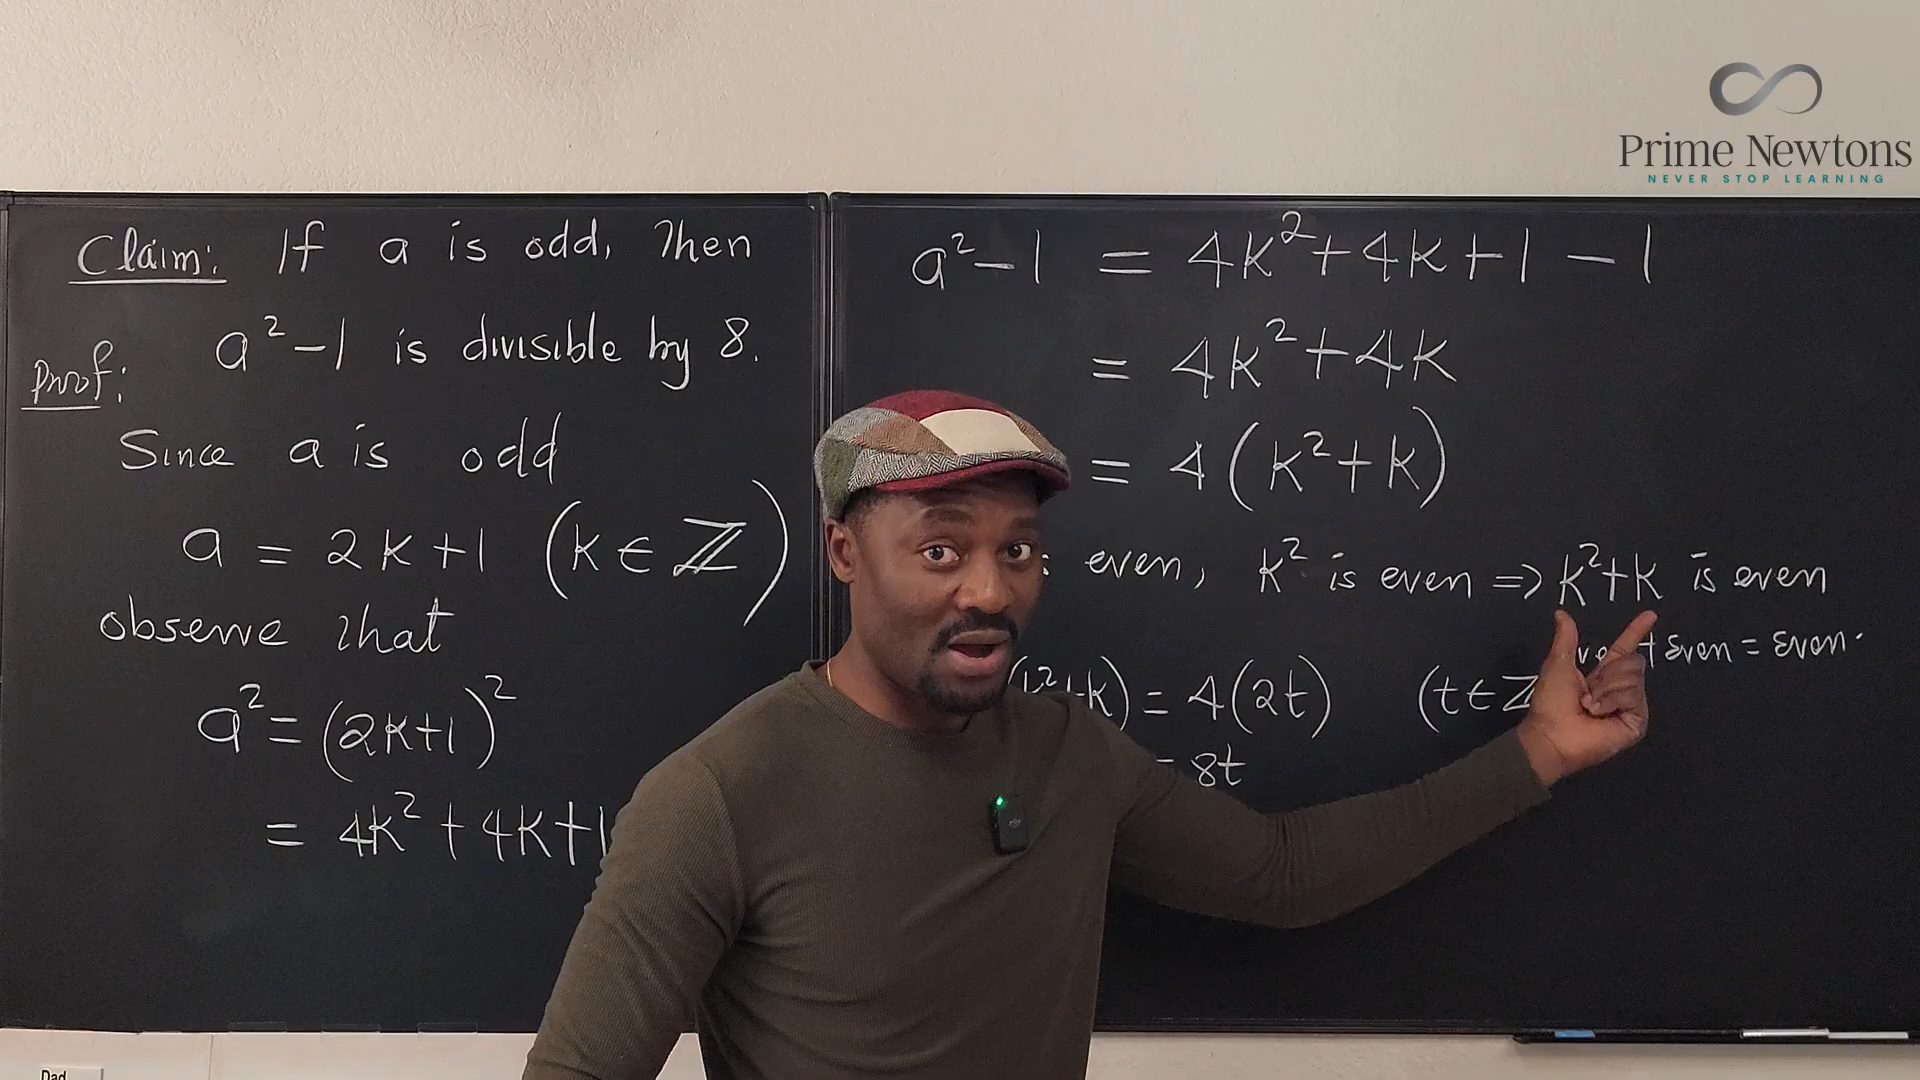 Prime Newtons
NEVER STOP LEARNING
Claim: If a is odd, then
a² - 1 is divisible by 8.
Proof:
Since a is odd
a = 2k + 1 (k ∈ ℤ)
observe that
a² = (2k+1)²
= 4k² + 4k + 1
a² - 1 = 4k² + 4k + 1 - 1
= 4k² + 4k
= 4(k² + k)
even, k² is even => k² + k is even
+ Even = Even.
k) = 4(2t) (t ∈ ℤ
= 8t
Dad